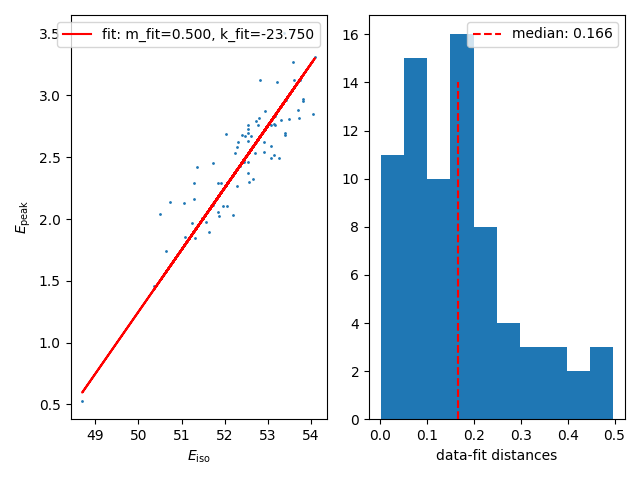 fit: m_fit=0.500, k_fit=-23.750
3.5
3.0
2.5
2.0
1.5
1.0
0.5
E_peak
49 50 51 52 53 54
E_iso
median: 0.166
16
14
12
10
8
6
4
2
0
0.0 0.1 0.2 0.3 0.4 0.5
data-fit distances